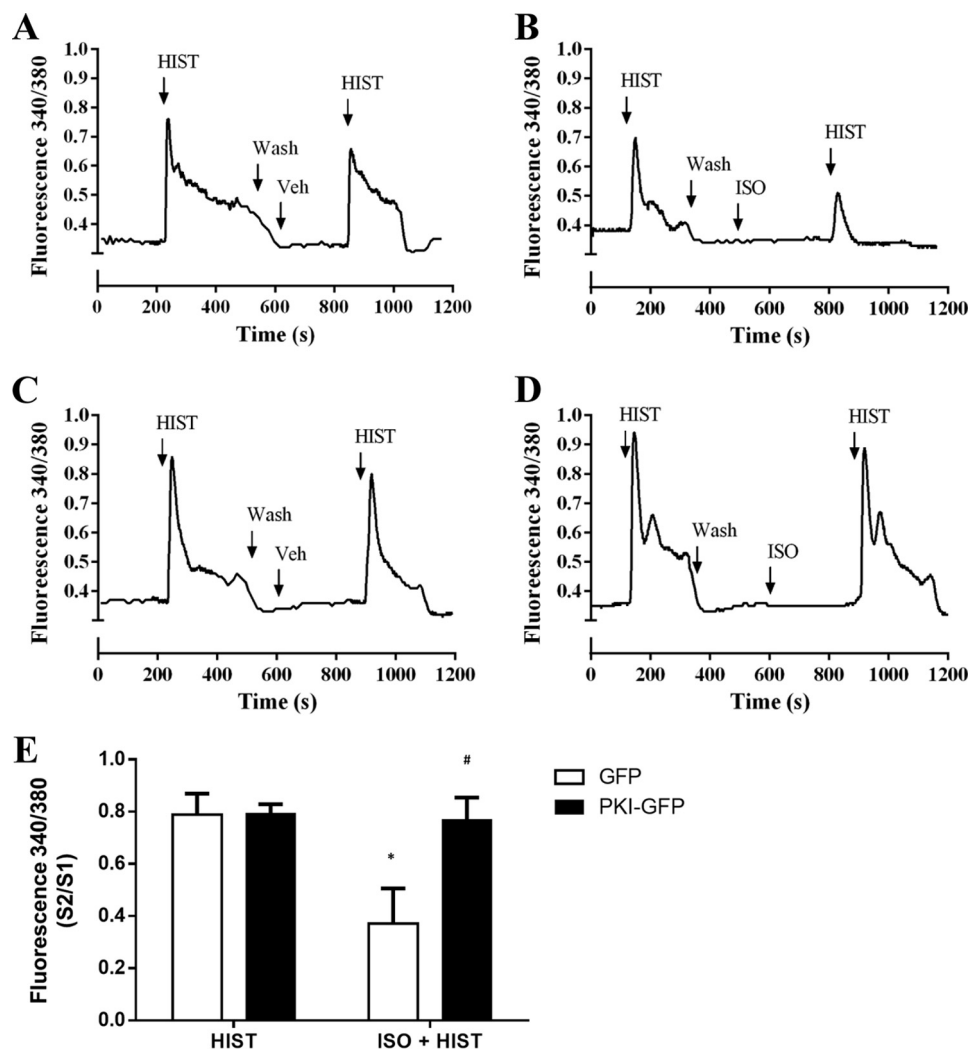 A
Fluoreescence 340/380
1.0
0.9
0.8
0.7
0.6
0.5
0.4
HIST
Wash
Veh
HIST
0 200 400 600 800 1000 1200
Time (s)
B
Fluoreescence 340/380
1.0
0.9
0.8
0.7
0.6
0.5
0.4
HIST
Wash
ISO
HIST
0 200 400 600 800 1000 1200
Time (s)
C
Fluoreescence 340/380
1.0
0.9
0.8
0.7
0.6
0.5
0.4
HIST
Wash
Veh
HIST
0 200 400 600 800 1000 1200
Time (s)
D
Fluoreescence 340/380
1.0
0.9
0.8
0.7
0.6
0.5
0.4
HIST
Wash
ISO
HIST
0 200 400 600 800 1000 1200
Time (s)
E
Fluorescence 340/380
(S2/S1)
1.0
0.8
0.6
0.4
0.2
0.0
*
#
HIST
ISO + HIST
GFP
PKI-GFP